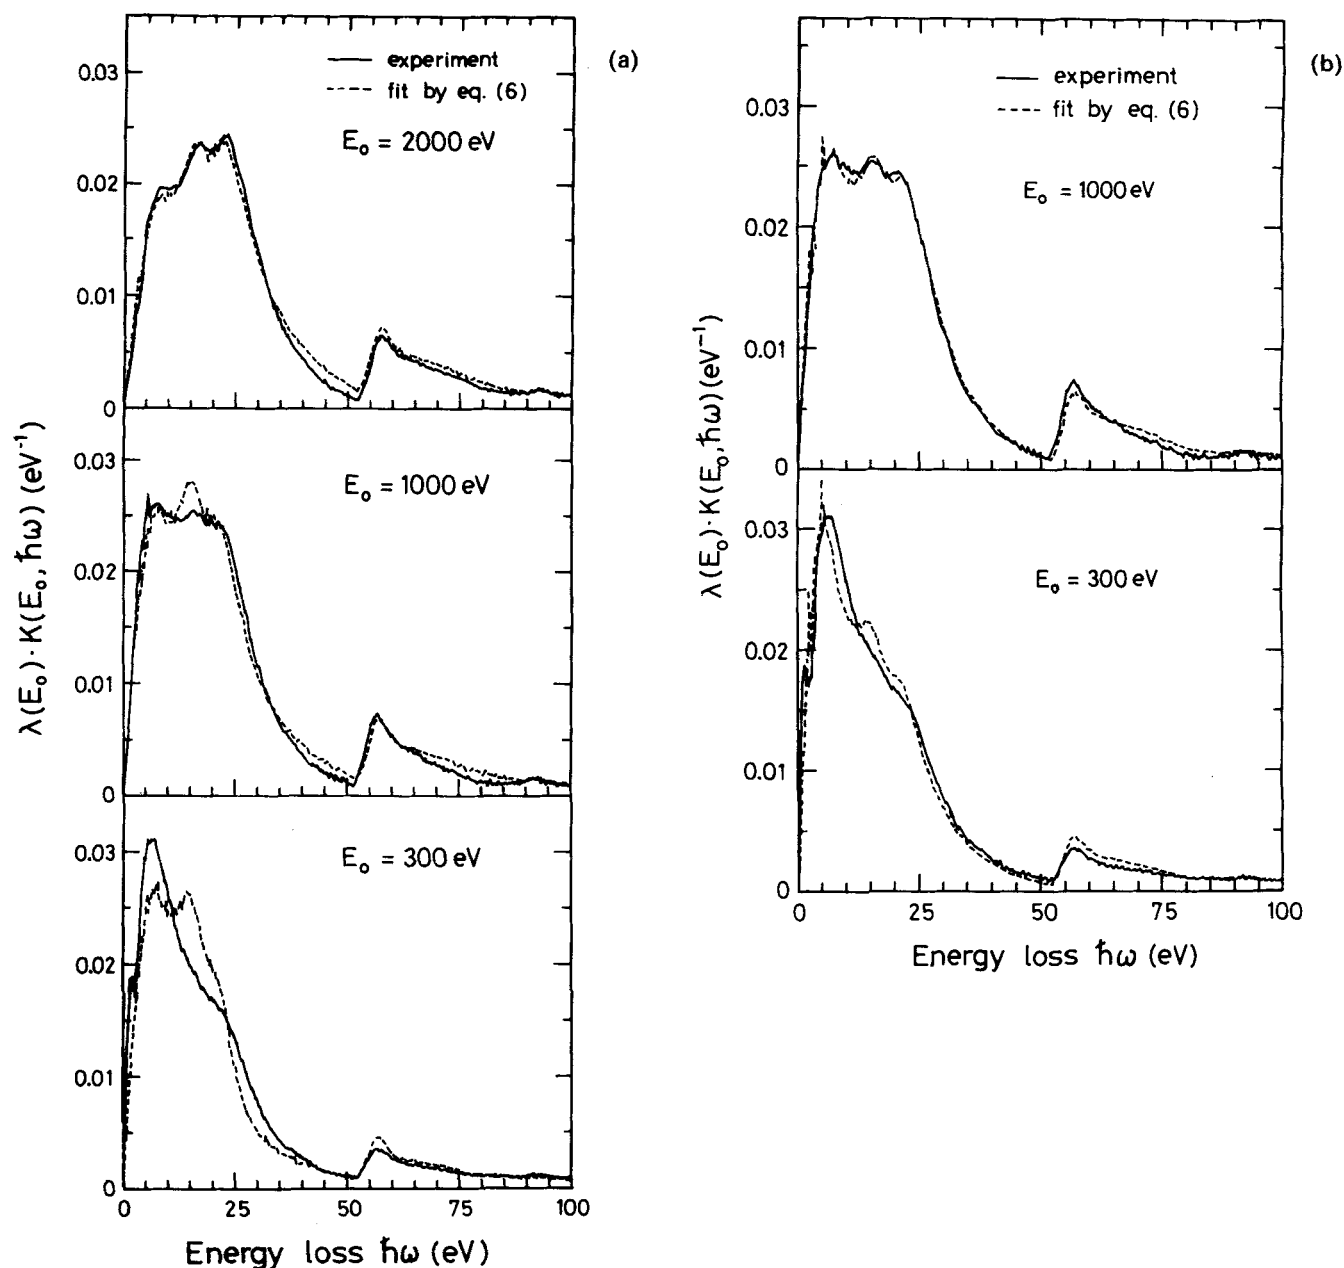 (a)
experiment
fit by eq. (6)
E₀ = 2000 eV
0.03
0.02
0.01
0
E₀ = 1000 eV
0.03
0.02
0.01
0
E₀ = 300 eV
0.03
0.02
0.01
0
0 25 50 75 100
Energy loss ħω (eV)
λ(E₀)·K(E₀,ħω) (eV⁻¹)
(b)
experiment
fit by eq. (6)
E₀ = 1000 eV
0.03
0.02
0.01
0
E₀ = 300 eV
0.03
0.02
0.01
0
0 25 50 75 100
Energy loss ħω (eV)
λ(E₀)·K(E₀,ħω) (eV⁻¹)